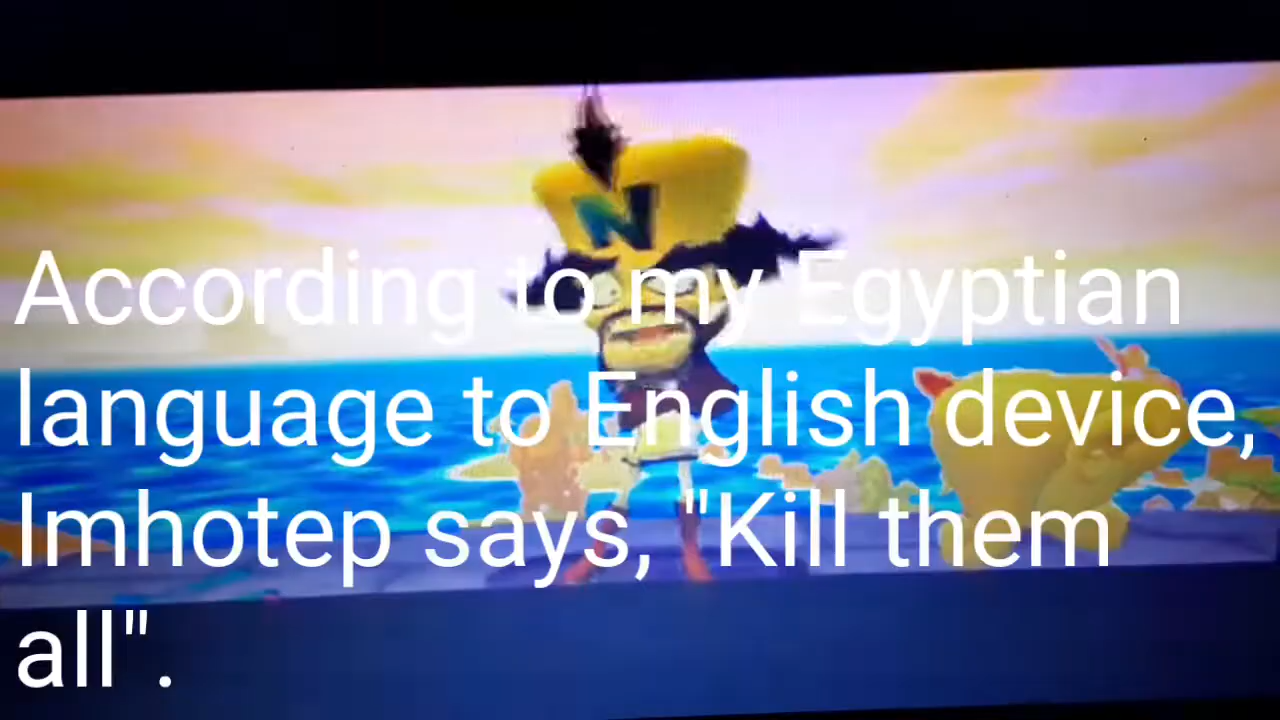 N
According to my Egyptian
language to English device,
Imhotep says, "Kill them
all".